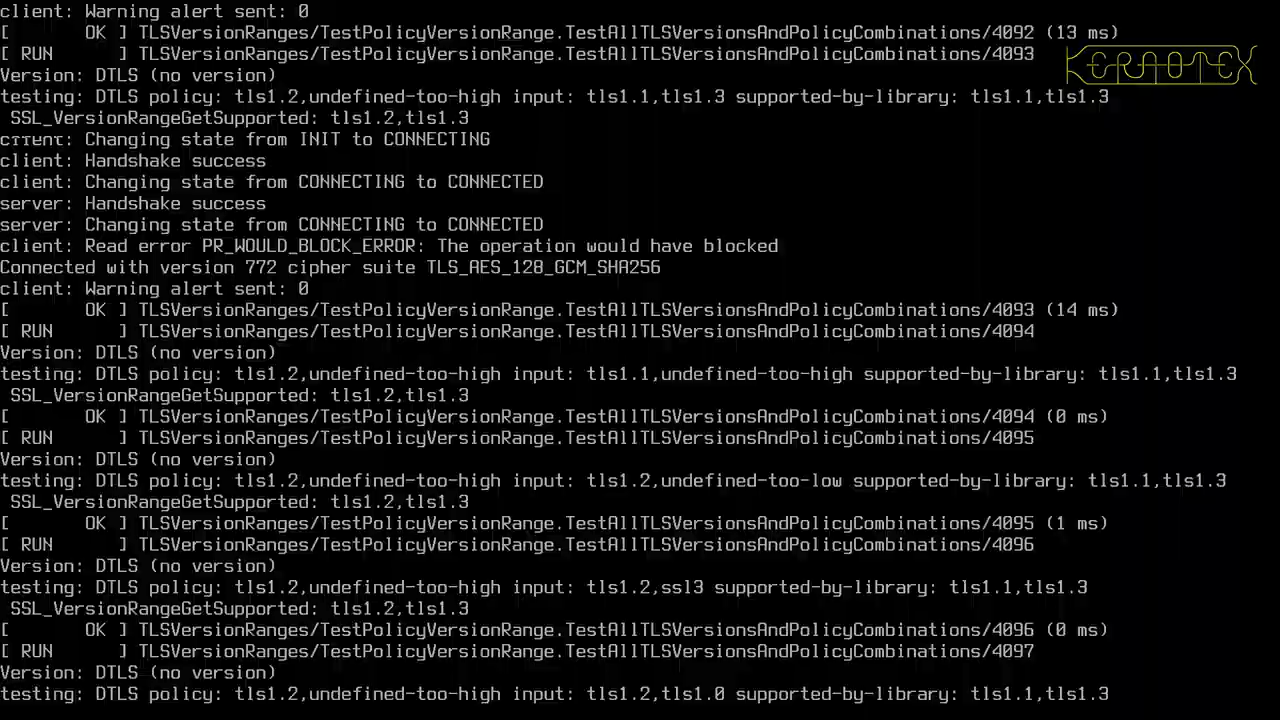 client: Warning alert sent: 0
[       OK ] TLSVersionRanges/TestPolicyVersionRange.TestAllTLSVersionsAndPolicyCombinations/4092 (13 ms)
[ RUN      ] TLSVersionRanges/TestPolicyVersionRange.TestAllTLSVersionsAndPolicyCombinations/4093
KERNOTEX
Version: DTLS (no version)
testing: DTLS policy: tls1.2,undefined-too-high input: tls1.1,tls1.3 supported-by-library: tls1.1,tls1.3
 SSL_VersionRangeGetSupported: tls1.2,tls1.3
client: Changing state from INIT to CONNECTING
client: Handshake success
client: Changing state from CONNECTING to CONNECTED
server: Handshake success
server: Changing state from CONNECTING to CONNECTED
client: Read error PR_WOULD_BLOCK_ERROR: The operation would have blocked
Connected with version 772 cipher suite TLS_AES_128_GCM_SHA256
client: Warning alert sent: 0
[       OK ] TLSVersionRanges/TestPolicyVersionRange.TestAllTLSVersionsAndPolicyCombinations/4093 (14 ms)
[ RUN      ] TLSVersionRanges/TestPolicyVersionRange.TestAllTLSVersionsAndPolicyCombinations/4094
Version: DTLS (no version)
testing: DTLS policy: tls1.2,undefined-too-high input: tls1.1,undefined-too-high supported-by-library: tls1.1,tls1.3
 SSL_VersionRangeGetSupported: tls1.2,tls1.3
[       OK ] TLSVersionRanges/TestPolicyVersionRange.TestAllTLSVersionsAndPolicyCombinations/4094 (0 ms)
[ RUN      ] TLSVersionRanges/TestPolicyVersionRange.TestAllTLSVersionsAndPolicyCombinations/4095
Version: DTLS (no version)
testing: DTLS policy: tls1.2,undefined-too-high input: tls1.2,undefined-too-low supported-by-library: tls1.1,tls1.3
 SSL_VersionRangeGetSupported: tls1.2,tls1.3
[       OK ] TLSVersionRanges/TestPolicyVersionRange.TestAllTLSVersionsAndPolicyCombinations/4095 (1 ms)
[ RUN      ] TLSVersionRanges/TestPolicyVersionRange.TestAllTLSVersionsAndPolicyCombinations/4096
Version: DTLS (no version)
testing: DTLS policy: tls1.2,undefined-too-high input: tls1.2,ssl3 supported-by-library: tls1.1,tls1.3
 SSL_VersionRangeGetSupported: tls1.2,tls1.3
[       OK ] TLSVersionRanges/TestPolicyVersionRange.TestAllTLSVersionsAndPolicyCombinations/4096 (0 ms)
[ RUN      ] TLSVersionRanges/TestPolicyVersionRange.TestAllTLSVersionsAndPolicyCombinations/4097
Version: DTLS (no version)
testing: DTLS policy: tls1.2,undefined-too-high input: tls1.2,tls1.0 supported-by-library: tls1.1,tls1.3